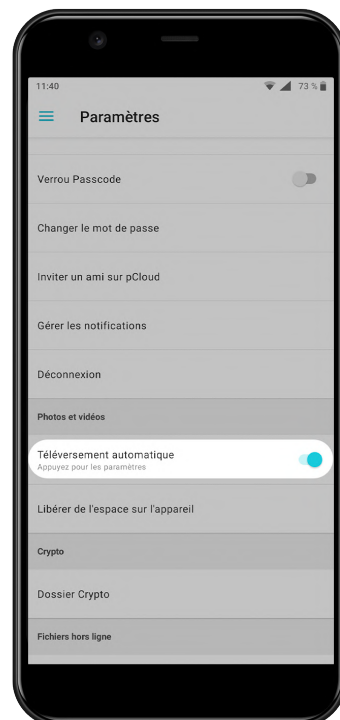 11:40
73 %
Paramètres
Verrou Passcode
Changer le mot de passe
Inviter un ami sur pCloud
Gérer les notifications
Déconnexion
Photos et vidéos
Téléversement automatique
Appuyez pour les paramètres
Libérer de l'espace sur l'appareil
Crypto
Dossier Crypto
Fichiers hors ligne